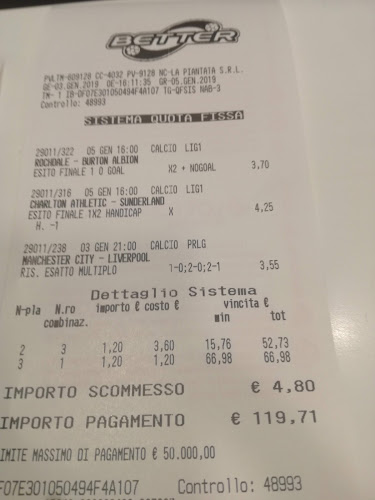 BETTER
PVLTM-609128 CC-4032 PV-9128 NC-LA PIANTATA S.R.L.
QE-03.GEN.2019 OE-16:11:35 GR-05.GEN.2019
TM- 1 IB-DF07E301050494F4A107 TG-QFSIS NAB-3
Controllo: 48993
SISTEMA QUOTA FISSA
29011/322 05 GEN 16:00 CALCIO LIG1
ROCHDALE - BURTON ALBION
ESITO FINALE 1 O GOAL X2 + NOGOAL 3,70
29011/316 05 GEN 16:00 CALCIO LIG1
CHARLTON ATHLETIC - SUNDERLAND
ESITO FINALE 1X2 HANDICAP X 4,25
H. -1
29011/238 03 GEN 21:00 CALCIO PRLG
MANCHESTER CITY - LIVERPOOL
RIS. ESATTO MULTIPLO 1-0;2-0;2-1 3,55
Dettaglio Sistema
N-pla N.ro importo € costo € vincita €
combinaz. min tot
2 3 1,20 3,60 15,76 52,73
3 1 1,20 1,20 66,98 66,98
IMPORTO SCOMMESSO € 4,80
IMPORTO PAGAMENTO € 119,71
IMITE MASSIMO DI PAGAMENTO € 50.000,00
F07E301050494F4A107 Controllo: 48993